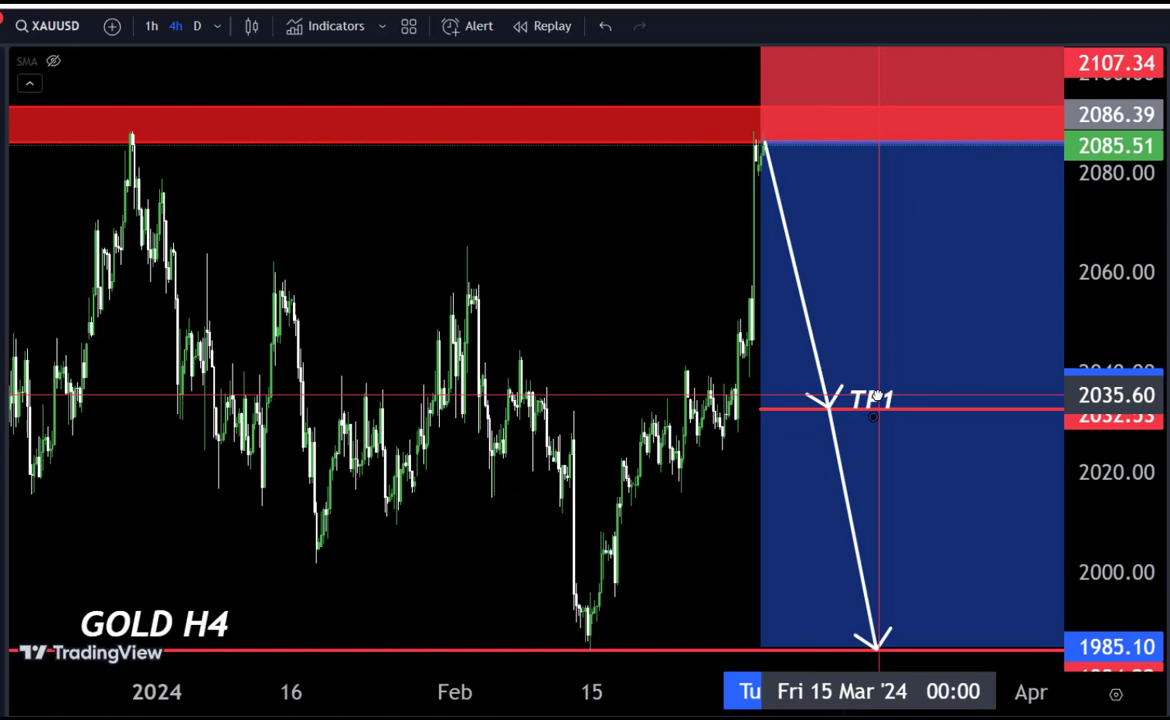 XAUUSD 1h 4h D Indicators Alert Replay
SMA
2107.34
2086.39
2085.51
2080.00
2060.00
2035.60
TP1
2032.53
2020.00
2000.00
GOLD H4
TradingView
1985.10
2024 16 Feb 15 Tu Fri 15 Mar '24 00:00 Apr